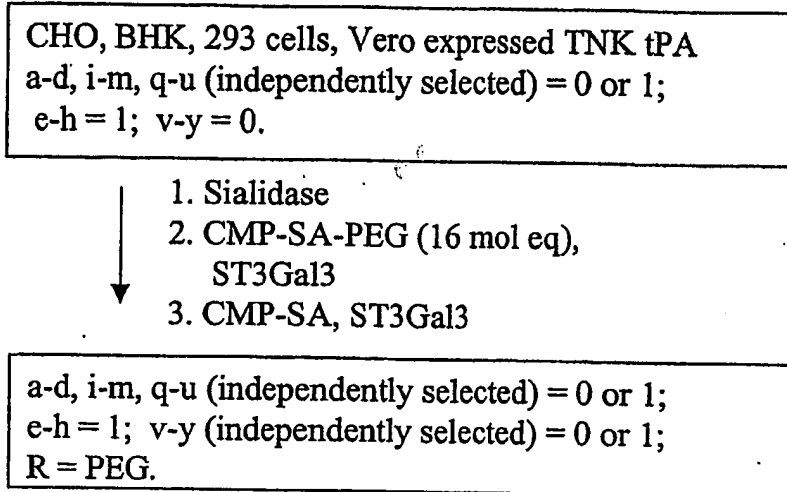 CHO, BHK, 293 cells, Vero expressed TNK tPA
a-d, i-m, q-u (independently selected) = 0 or 1;
e-h = 1; v-y = 0.
1. Sialidase
2. CMP-SA-PEG (16 mol eq),
ST3Gal3
3. CMP-SA, ST3Gal3
a-d, i-m, q-u (independently selected) = 0 or 1;
e-h = 1; v-y (independently selected) = 0 or 1;
R = PEG.